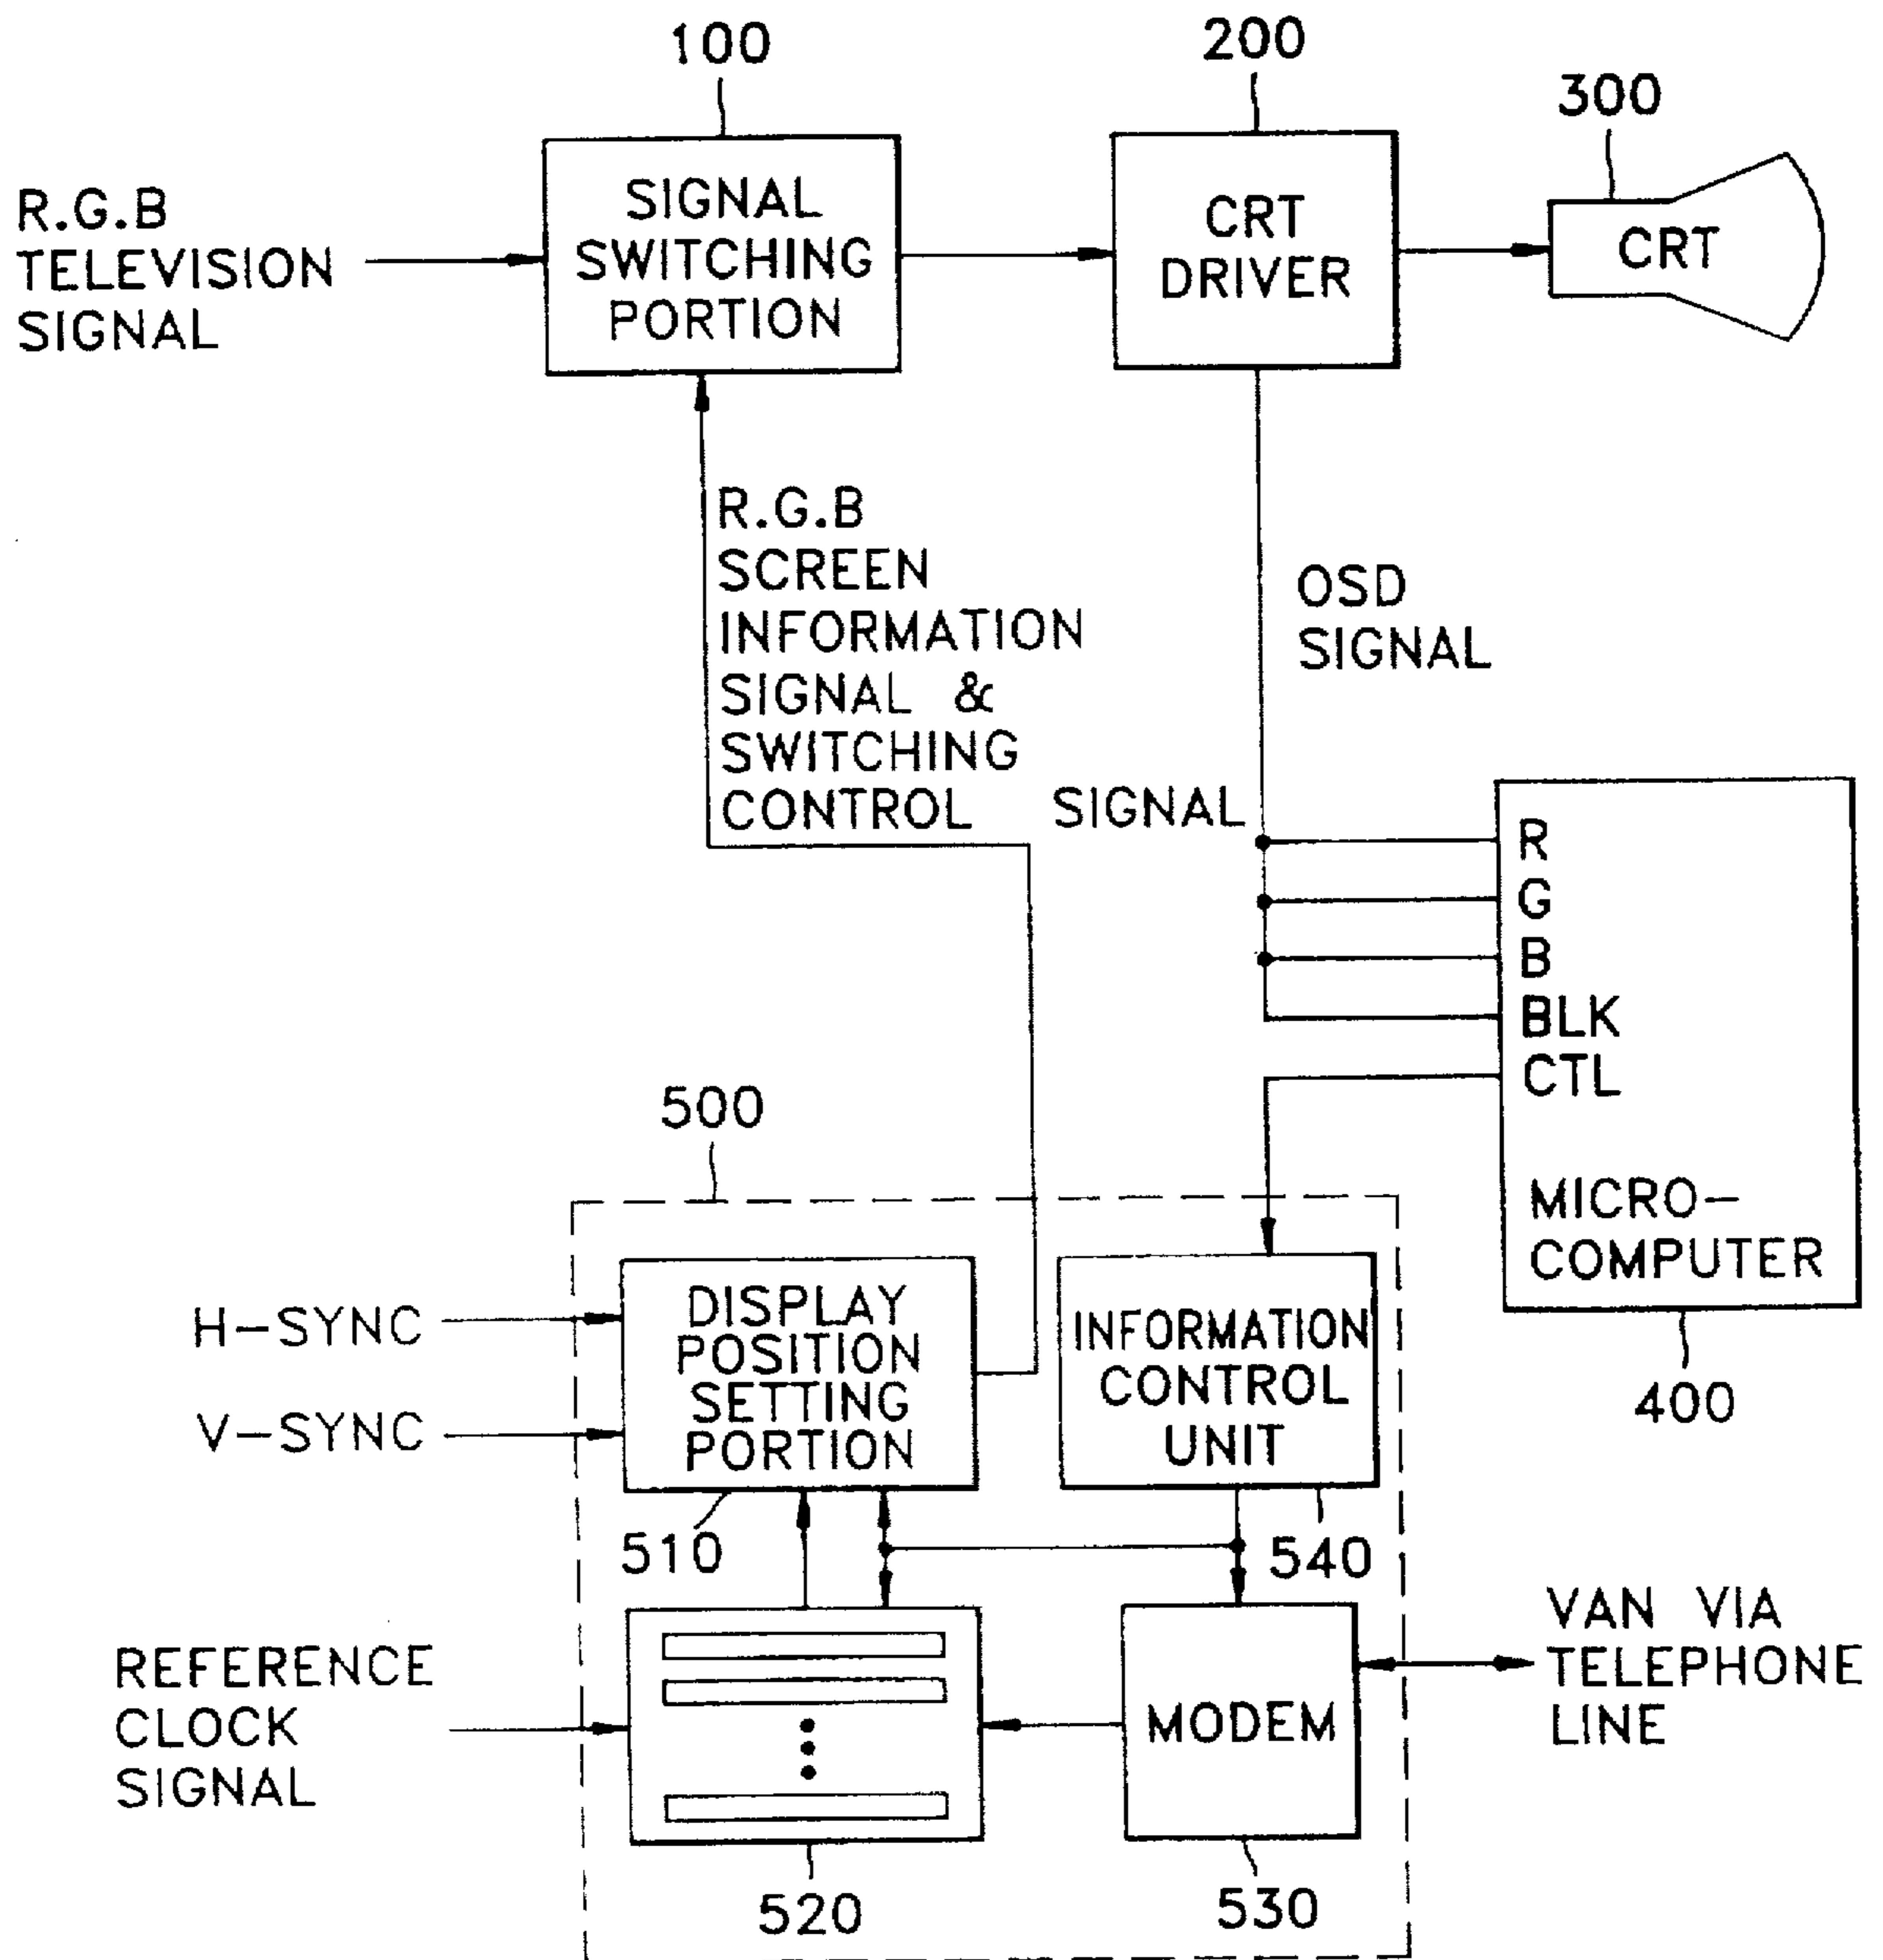 100
200
300
R.G.B
TELEVISION
SIGNAL
SIGNAL
SWITCHING
PORTION
CRT
DRIVER
CRT
R.G.B
SCREEN
INFORMATION
SIGNAL &
SWITCHING
CONTROL
SIGNAL
OSD
SIGNAL
R
G
B
BLK
CTL
MICRO-
COMPUTER
400
500
H-SYNC
V-SYNC
DISPLAY
POSITION
SETTING
PORTION
510
INFORMATION
CONTROL
UNIT
540
REFERENCE
CLOCK
SIGNAL
520
MODEM
530
VAN VIA
TELEPHONE
LINE